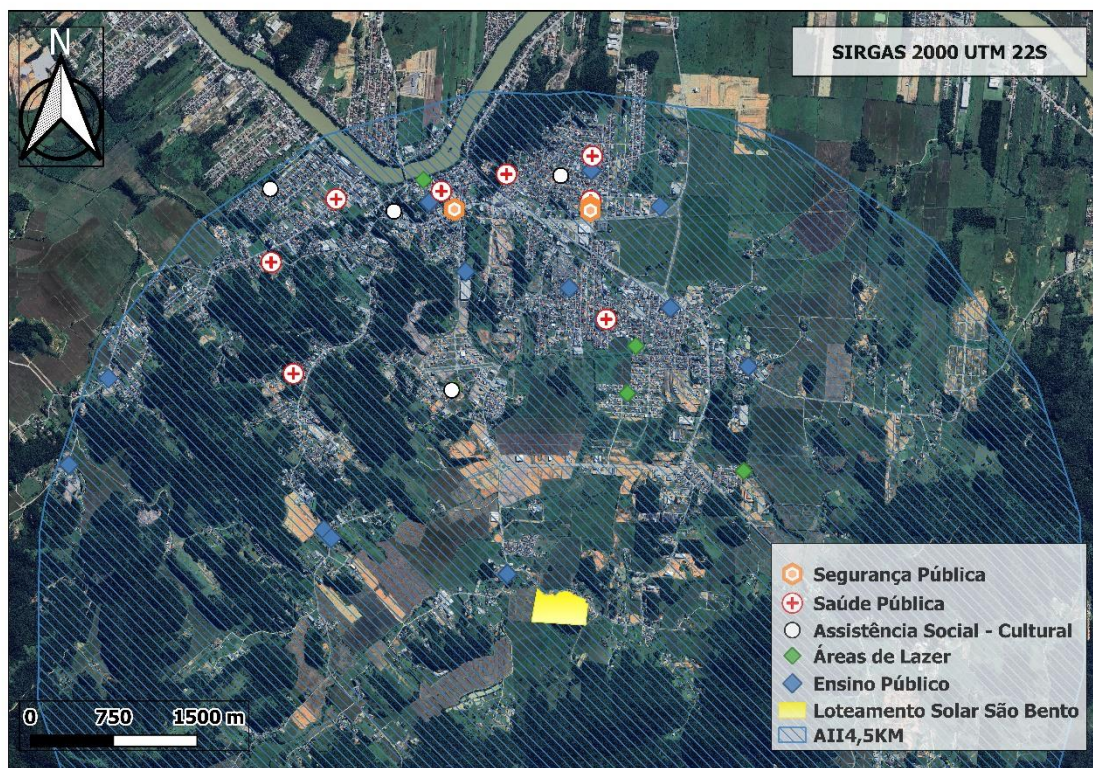 N
SIRGAS 2000 UTM 22S
Segurança Pública
Saúde Pública
Assistência Social - Cultural
Áreas de Lazer
Ensino Público
Loteamento Solar São Bento
AII4,5KM
0 750 1500 m